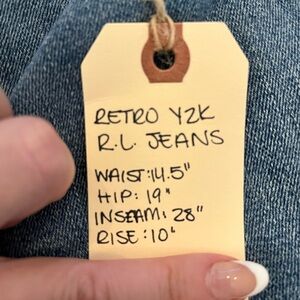 RETRO Y2K
R.L. JEANS
WAIST: 14.5"
HIP: 19"
INSEAM: 28"
RISE: 10"